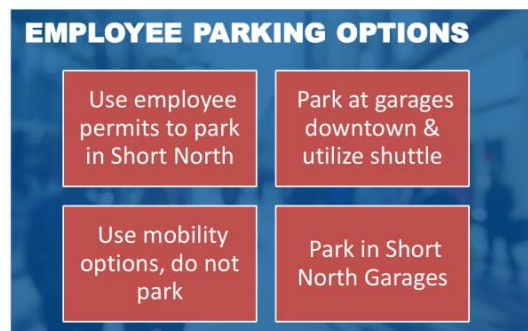 EMPLOYEE PARKING OPTIONS
Use employee
permits to park
in Short North
Park at garages
downtown &
utilize shuttle
Use mobility
options, do not
park
Park in Short
North Garages